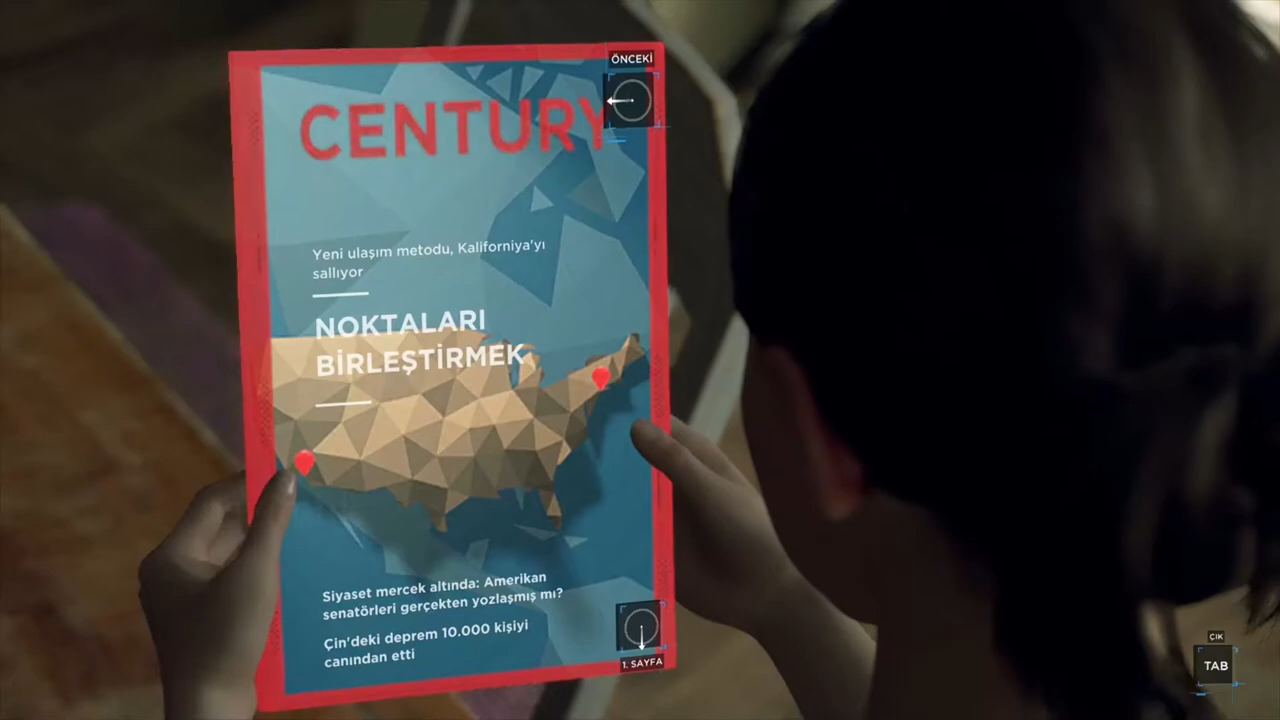 ÖNCEKİ
CENTURY
Yeni ulaşım metodu, Kaliforniya'yı
sallıyor
NOKTALARI
BİRLEŞTİRMEK
Siyaset mercek altında: Amerikan
senatörleri gerçekten yozlaşmış mı?
Çin'deki deprem 10.000 kişiyi
canından etti
1. SAYFA
ÇIK
TAB